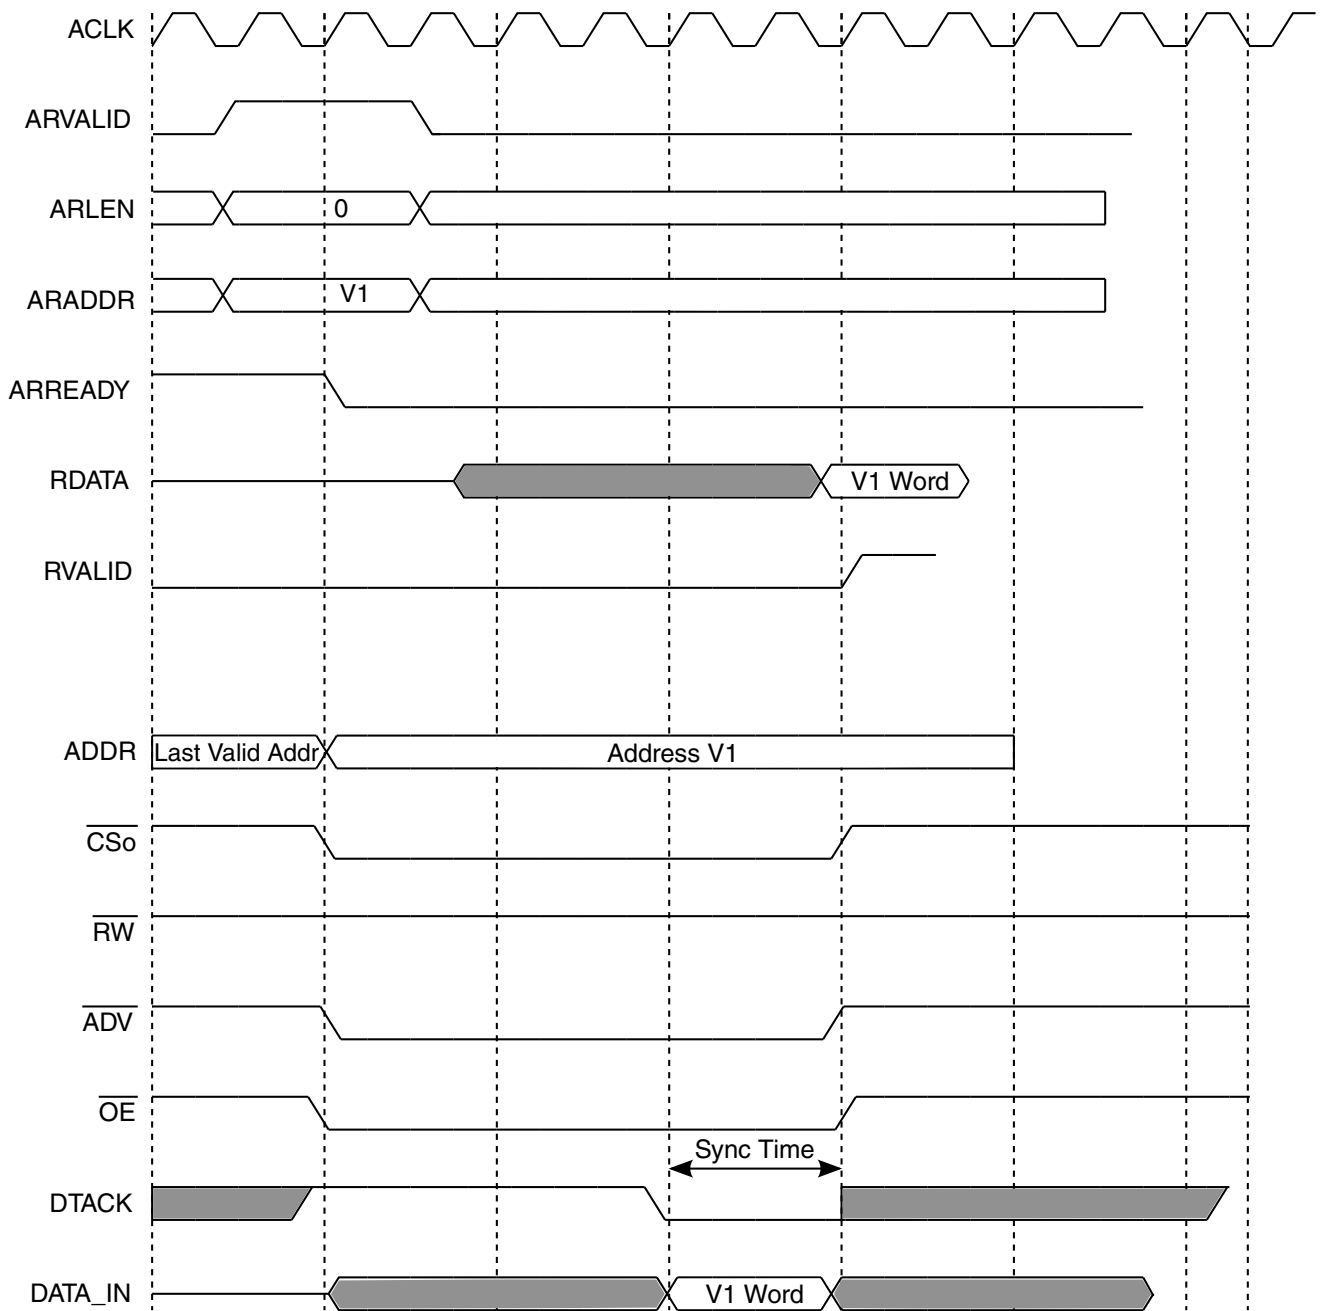 ACLK
ARVALID
ARLEN 0
ARADDR V1
ARREADY
RDATA V1 Word
RVALID
ADDR Last Valid Addr Address V1
CSo
RW
ADV
OE
Sync Time
DTACK
DATA_IN V1 Word